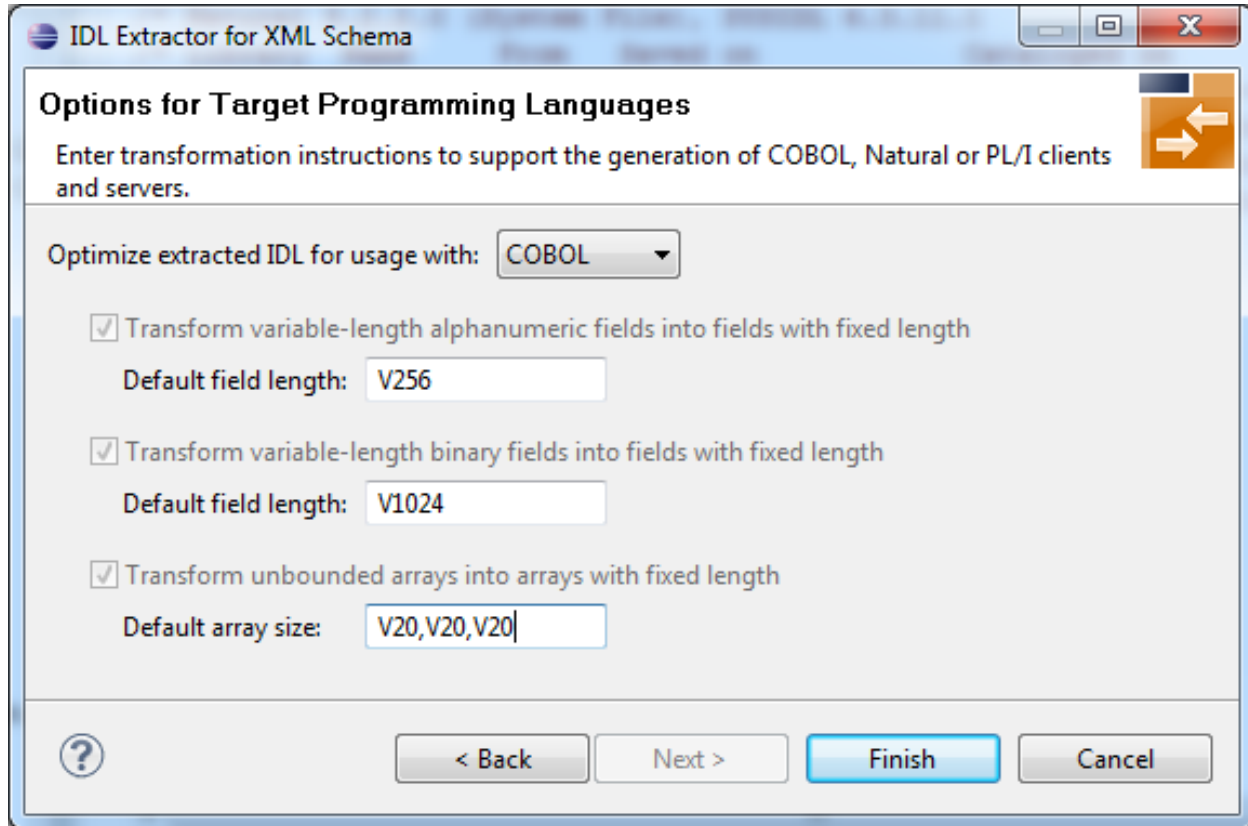 IDL Extractor for XML Schema
Options for Target Programming Languages
Enter transformation instructions to support the generation of COBOL, Natural or PL/I clients
and servers.
Optimize extracted IDL for usage with: COBOL
Transform variable-length alphanumeric fields into fields with fixed length
Default field length: V256
Transform variable-length binary fields into fields with fixed length
Default field length: V1024
Transform unbounded arrays into arrays with fixed length
Default array size: V20,V20,V20
? < Back Next > Finish Cancel